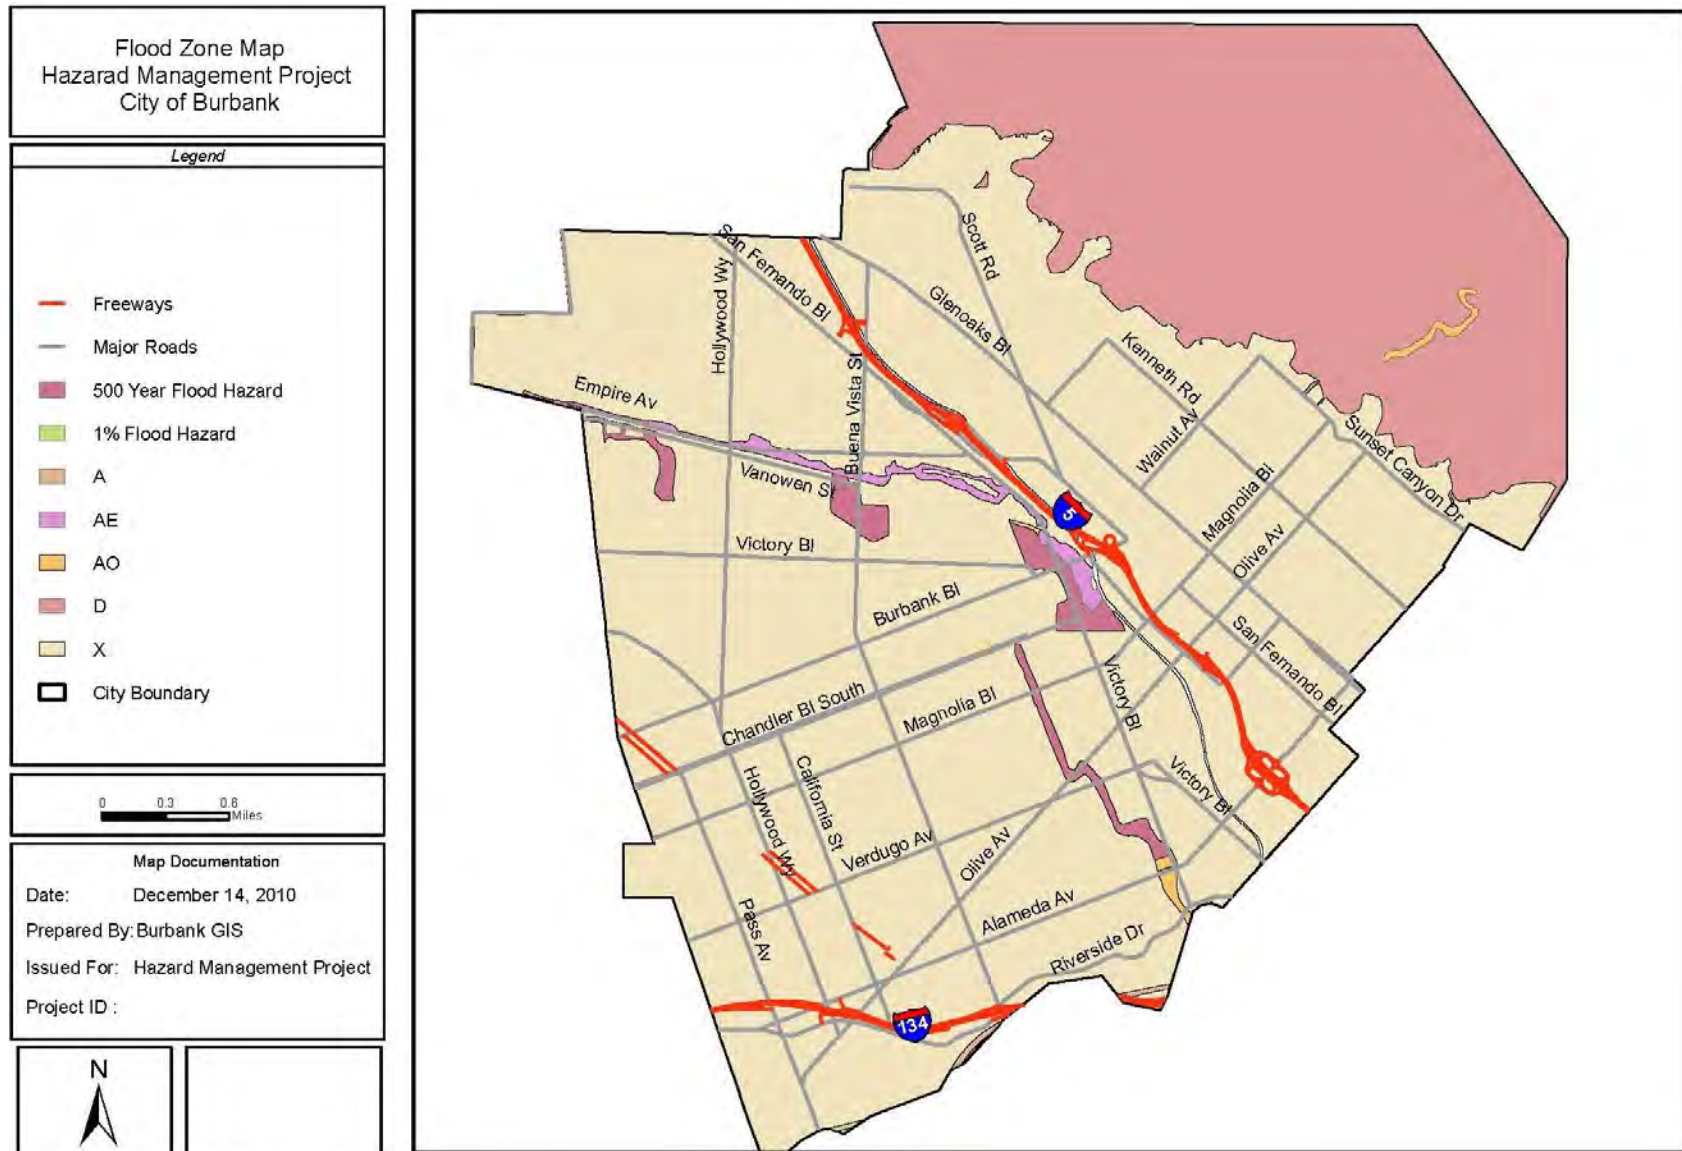 Flood Zone Map
Hazarad Management Project
City of Burbank
Legend
Freeways
Major Roads
500 Year Flood Hazard
1% Flood Hazard
A
AE
AO
D
X
City Boundary
0 0.3 0.6
Miles
Map Documentation
Date: December 14, 2010
Prepared By: Burbank GIS
Issued For: Hazard Management Project
Project ID :
N
San Fernando Bl
Hollywood Wy
Scott Rd
Glenoaks Bl
Buena Vista St
Kenneth Rd
Empire Av
Walnut Av
Sunset Canyon Dr
Vanowen St
Magnolia Bl
5
Olive Av
Victory Bl
Burbank Bl
San Fernando Bl
Victory Bl
Chandler Bl South
Magnolia Bl
Hollywood Wy
California St
Victory Bl
Verdugo Av
Olive Av
Pass Av
Alameda Av
Riverside Dr
134